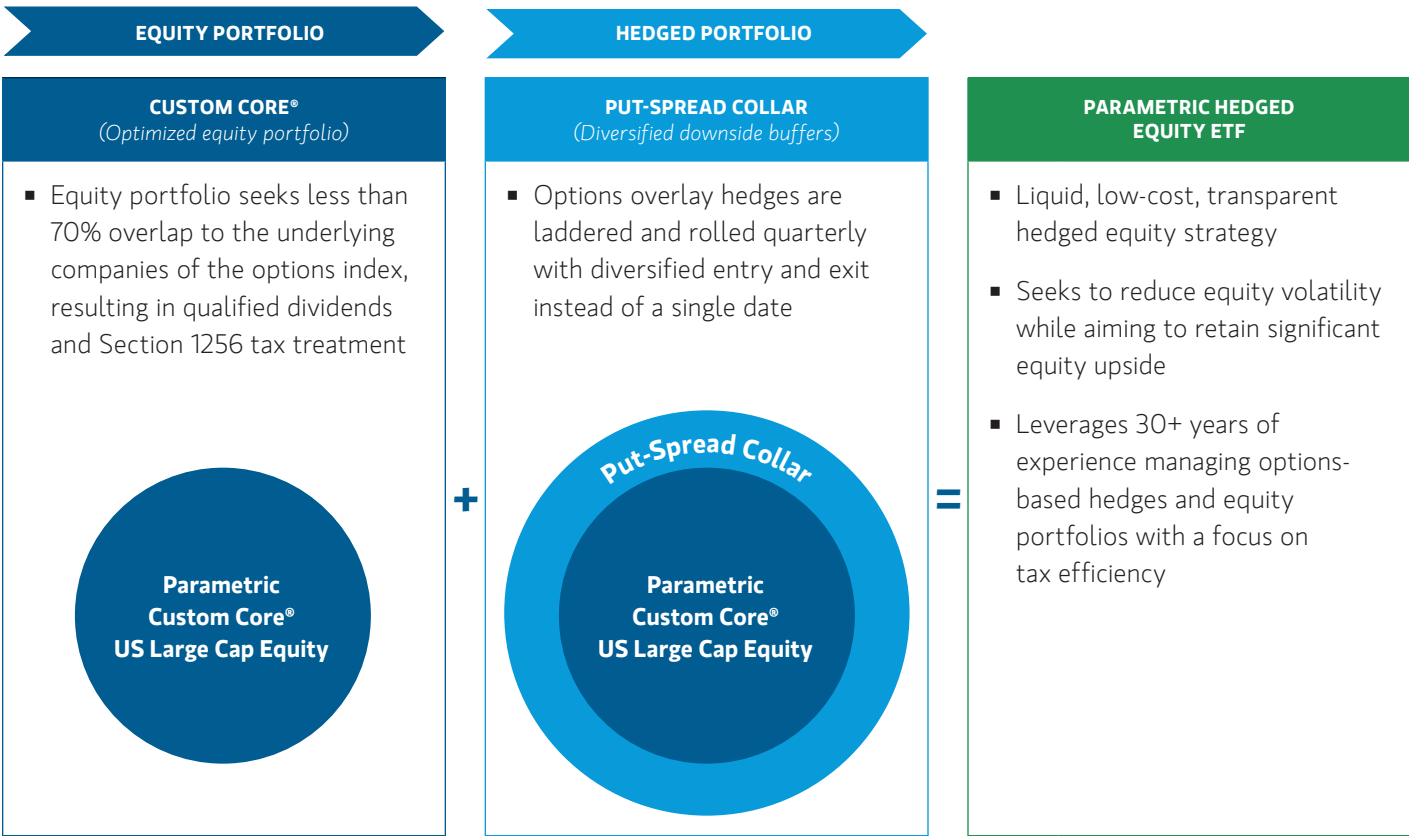 EQUITY PORTFOLIO
HEDGED PORTFOLIO
CUSTOM CORE®
(Optimized equity portfolio)
▪ Equity portfolio seeks less than
70% overlap to the underlying
companies of the options index,
resulting in qualified dividends
and Section 1256 tax treatment
Parametric
Custom Core®
US Large Cap Equity
+
PUT-SPREAD COLLAR
(Diversified downside buffers)
▪ Options overlay hedges are
laddered and rolled quarterly
with diversified entry and exit
instead of a single date
Put-Spread Collar
Parametric
Custom Core®
US Large Cap Equity
=
PARAMETRIC HEDGED
EQUITY ETF
▪ Liquid, low-cost, transparent
hedged equity strategy
▪ Seeks to reduce equity volatility
while aiming to retain significant
equity upside
▪ Leverages 30+ years of
experience managing options-
based hedges and equity
portfolios with a focus on
tax efficiency